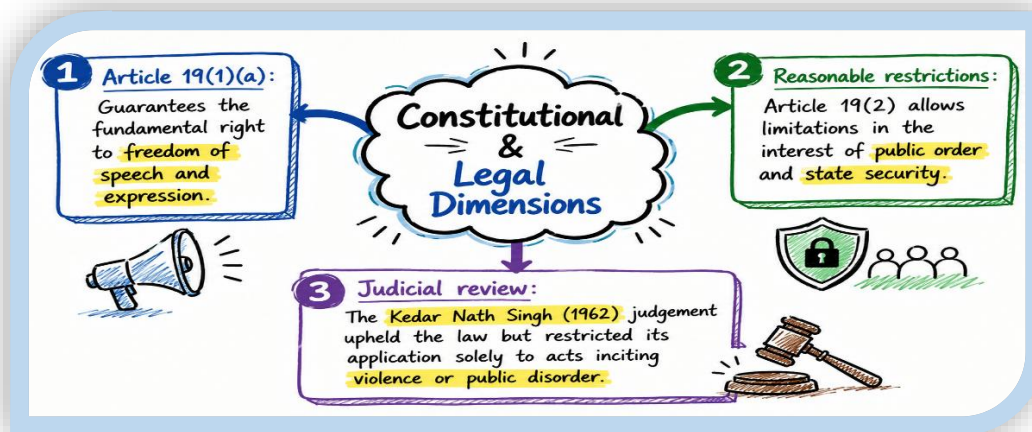 Constitutional
&
Legal
Dimensions
1 Article 19(1)(a):
Guarantees the
fundamental right
to freedom of
speech and
expression.
2 Reasonable restrictions:
Article 19(2) allows
limitations in the
interest of public order
and state security.
3 Judicial review:
The Kedar Nath Singh (1962) judgement
upheld the law but restricted its
application solely to acts inciting
violence or public disorder.